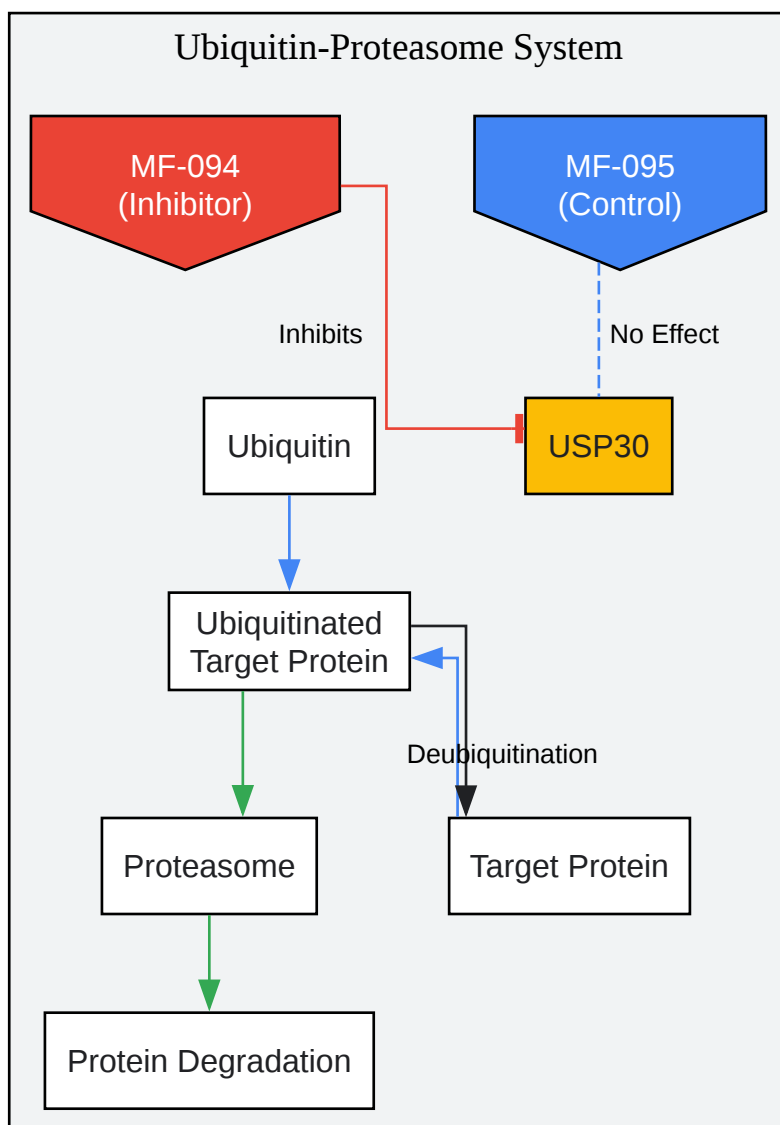 Ubiquitin-Proteasome System
MF-094
(Inhibitor)
MF-095
(Control)
Inhibits
No Effect
Ubiquitin
USP30
Ubiquitinated
Target Protein
Deubiquitination
Proteasome
Target Protein
Protein Degradation